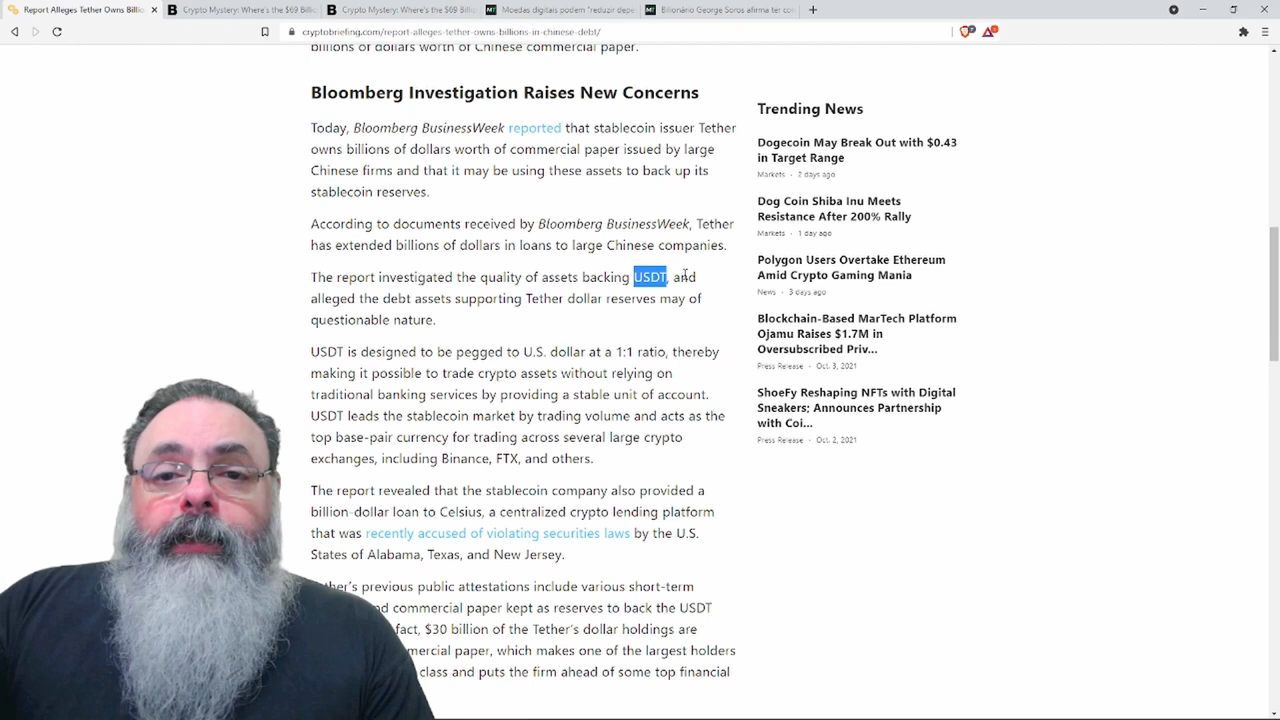 Report Alleges Tether Owns Billio
Crypto Mystery: Where's the $69 Billi
Crypto Mystery: Where's the $69 Billio
Moedas digitais podem "reduzir depe
Bilionário George Soros afirma ter con
cryptobriefing.com/report-alleges-tether-owns-billions-in-chinese-debt/
billions of dollars worth of Chinese commercial paper.
Bloomberg Investigation Raises New Concerns
Today, Bloomberg BusinessWeek reported that stablecoin issuer Tether
owns billions of dollars worth of commercial paper issued by large
Chinese firms and that it may be using these assets to back up its
stablecoin reserves.
According to documents received by Bloomberg BusinessWeek, Tether
has extended billions of dollars in loans to large Chinese companies.
The report investigated the quality of assets backing USDT, and
alleged the debt assets supporting Tether dollar reserves may of
questionable nature.
USDT is designed to be pegged to U.S. dollar at a 1:1 ratio, thereby
making it possible to trade crypto assets without relying on
traditional banking services by providing a stable unit of account.
USDT leads the stablecoin market by trading volume and acts as the
top base-pair currency for trading across several large crypto
exchanges, including Binance, FTX, and others.
The report revealed that the stablecoin company also provided a
billion-dollar loan to Celsius, a centralized crypto lending platform
that was recently accused of violating securities laws by the U.S.
States of Alabama, Texas, and New Jersey.
ther's previous public attestations include various short-term
nd commercial paper kept as reserves to back the USDT
fact, $30 billion of the Tether's dollar holdings are
mmercial paper, which makes one of the largest holders
class and puts the firm ahead of some top financial
Trending News
Dogecoin May Break Out with $0.43
in Target Range
Markets · 2 days ago
Dog Coin Shiba Inu Meets
Resistance After 200% Rally
Markets · 1 day ago
Polygon Users Overtake Ethereum
Amid Crypto Gaming Mania
News · 3 days ago
Blockchain-Based MarTech Platform
Ojamu Raises $1.7M in
Oversubscribed Priv...
Press Release · Oct. 3, 2021
ShoeFy Reshaping NFTs with Digital
Sneakers; Announces Partnership
with Coi...
Press Release · Oct. 2, 2021